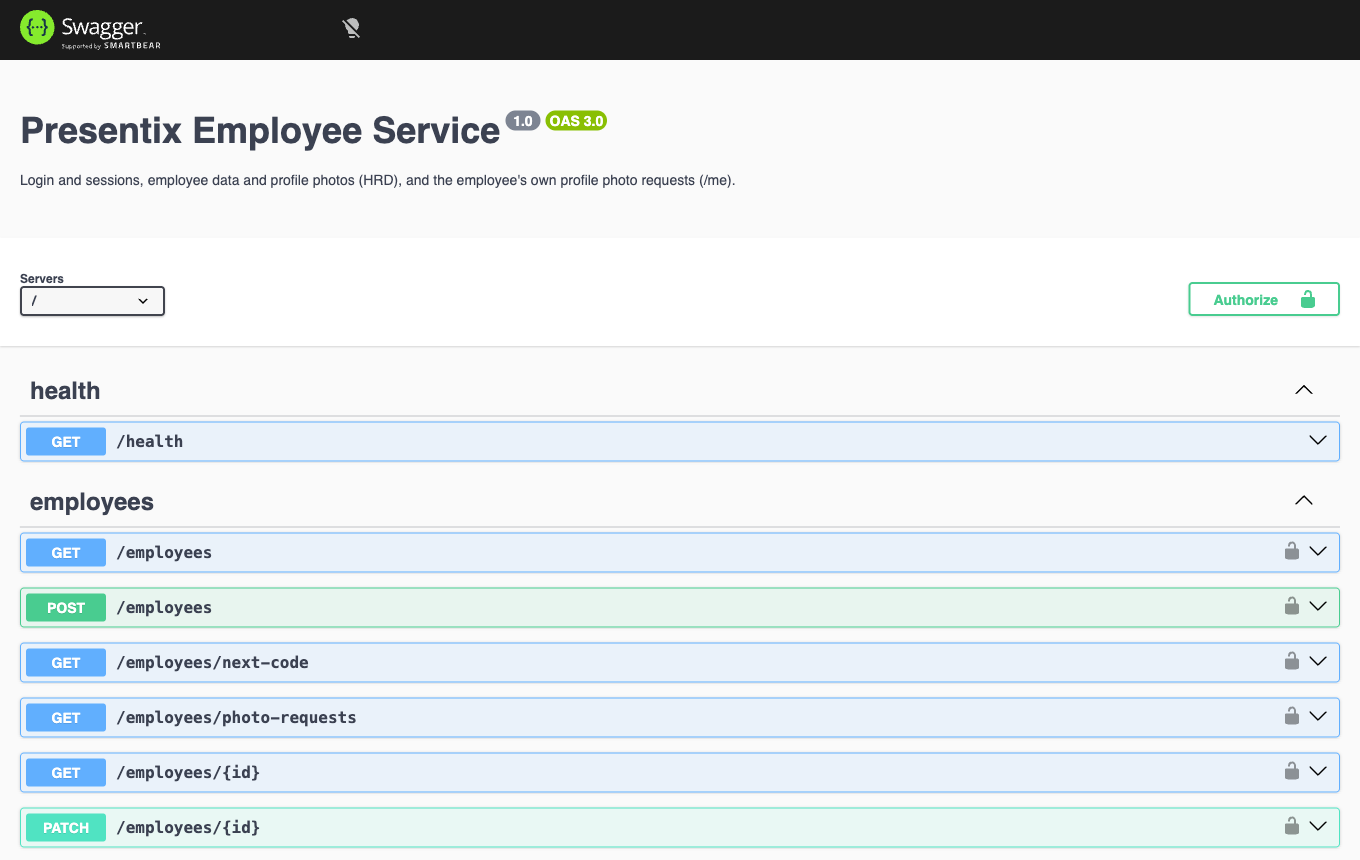 {···} Swagger.
Supported by SMARTBEAR
Presentix Employee Service 1.0 OAS 3.0
Login and sessions, employee data and profile photos (HRD), and the employee's own profile photo requests (/me).
Servers
/
Authorize
health
GET /health
employees
GET /employees
POST /employees
GET /employees/next-code
GET /employees/photo-requests
GET /employees/{id}
PATCH /employees/{id}